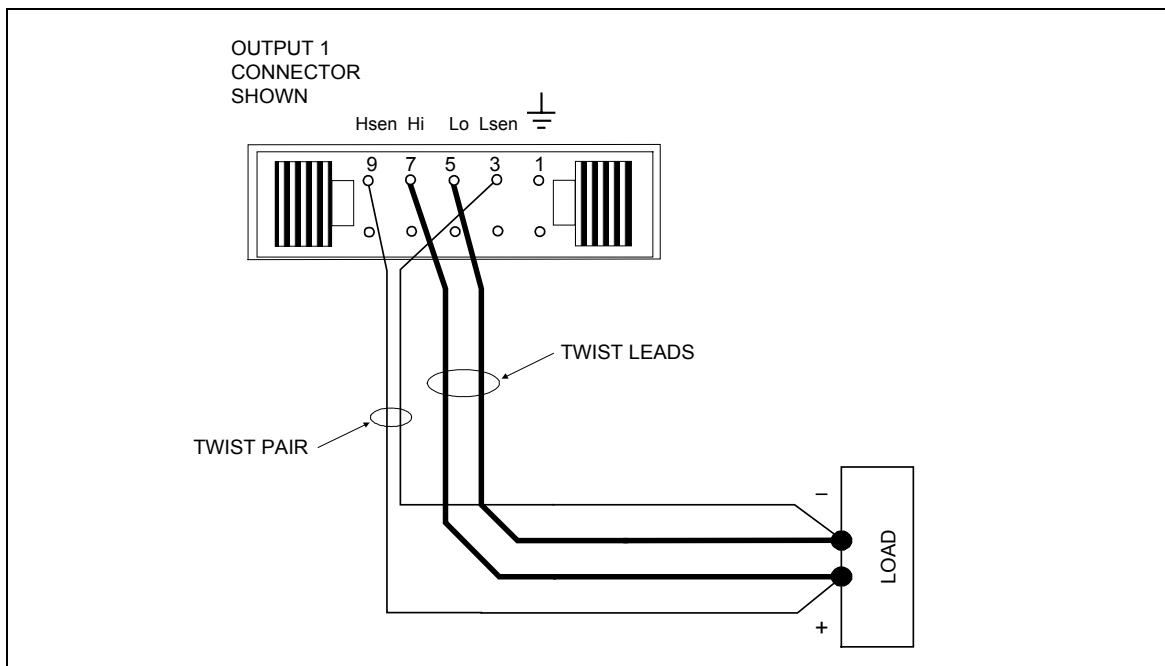 OUTPUT 1
CONNECTOR
SHOWN
Hsen Hi Lo Lsen
9 7 5 3 1
TWIST LEADS
TWIST PAIR
–
LOAD
+